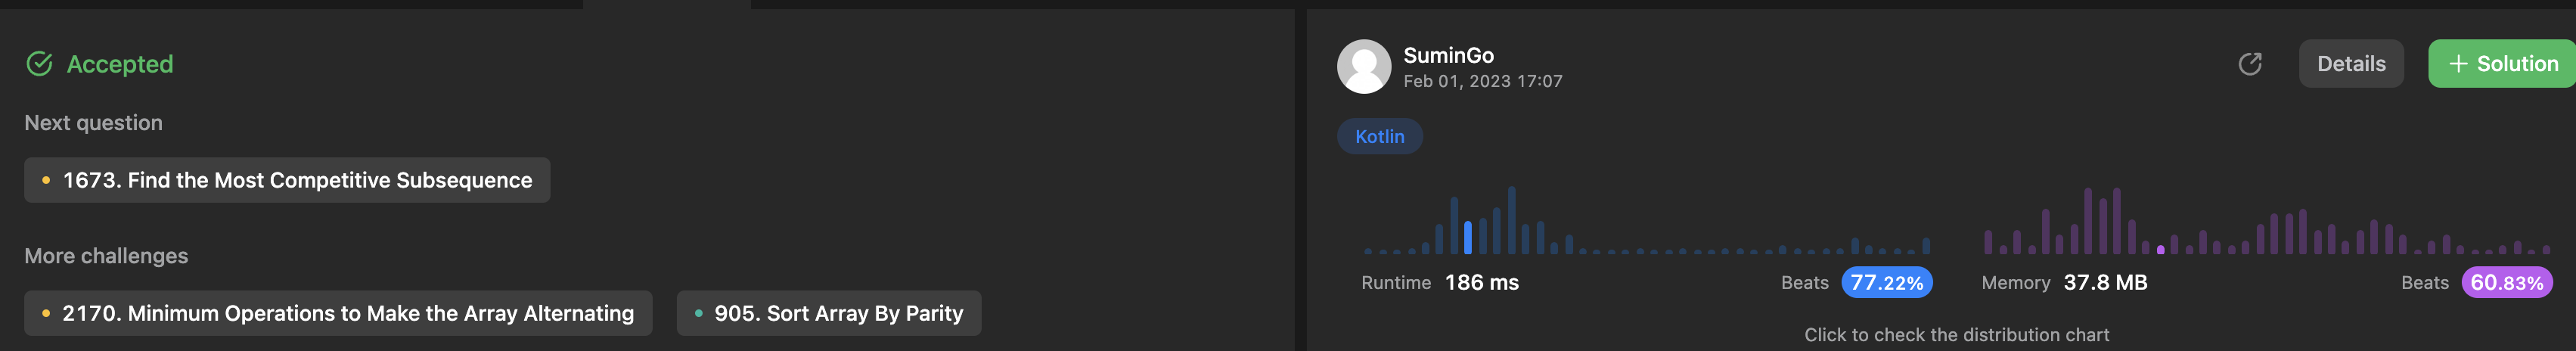 Accepted
Next question
1673. Find the Most Competitive Subsequence
More challenges
2170. Minimum Operations to Make the Array Alternating
905. Sort Array By Parity
SuminGo
Feb 01, 2023 17:07
Details
+ Solution
Kotlin
Runtime 186 ms Beats 77.22%
Memory 37.8 MB Beats 60.83%
Click to check the distribution chart